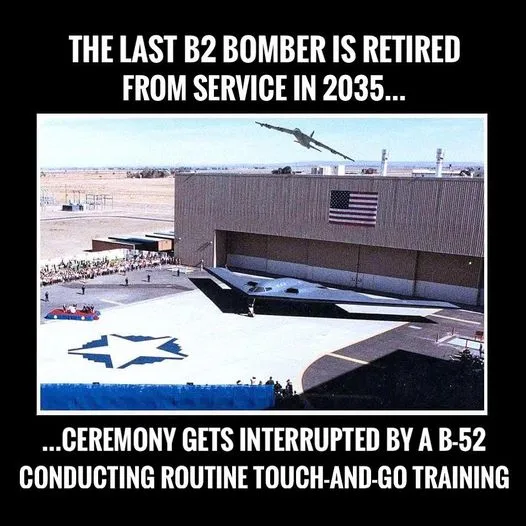 THE LAST B2 BOMBER IS RETIRED
FROM SERVICE IN 2035...
...CEREMONY GETS INTERRUPTED BY A B-52
CONDUCTING ROUTINE TOUCH-AND-GO TRAINING